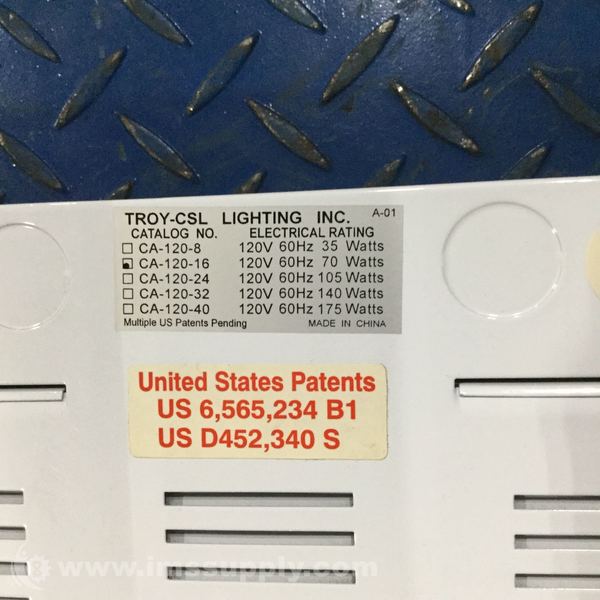 TROY-CSL LIGHTING INC. A-01
CATALOG NO. ELECTRICAL RATING
CA-120-8 120V 60Hz 35 Watts
CA-120-16 120V 60Hz 70 Watts
CA-120-24 120V 60Hz 105 Watts
CA-120-32 120V 60Hz 140 Watts
CA-120-40 120V 60Hz 175 Watts
Multiple US Patents Pending MADE IN CHINA
United States Patents
US 6,565,234 B1
US D452,340 S
www.imssupply.com